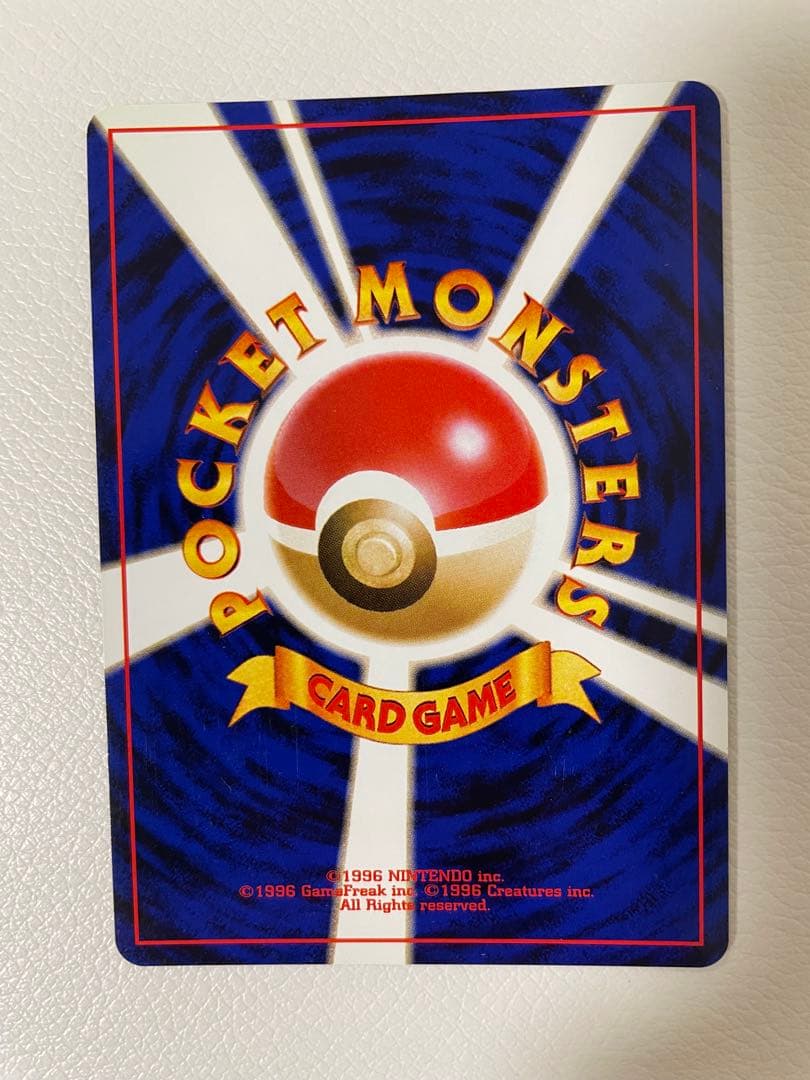 POCKET MONSTERS
CARD GAME
©1996 NINTENDO inc.
©1996 GameFreak inc. ©1996 Creatures inc.
All Rights reserved.